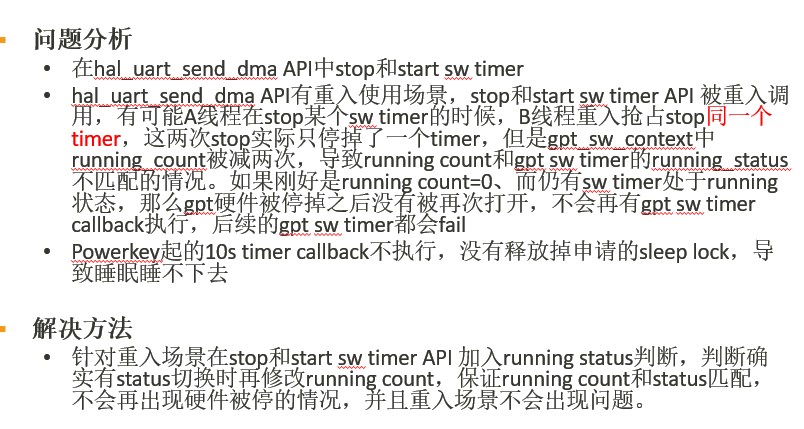 问题分析
• 在hal_uart_send_dma API中stop和start sw timer
• hal_uart_send_dma API有重入使用场景，stop和start sw timer API 被重入调
用，有可能A线程在stop某个sw timer的时候，B线程重入抢占stop同一个
timer，这两次stop实际只停掉了一个timer，但是gpt_sw_context中
running_count被减两次，导致running count和gpt sw timer的running_status
不匹配的情况。如果刚好是running count=0、而仍有sw timer处于running
状态，那么gpt硬件被停掉之后没有被再次打开，不会再有gpt sw timer
callback执行，后续的gpt sw timer都会fail
• Powerkey起的10s timer callback不执行，没有释放掉申请的sleep lock，导
致睡眠睡不下去
解决方法
• 针对重入场景在stop和start sw timer API 加入running status判断，判断确
实有status切换时再修改running count，保证running count和status匹配，
不会再出现硬件被停的情况，并且重入场景不会出现问题。